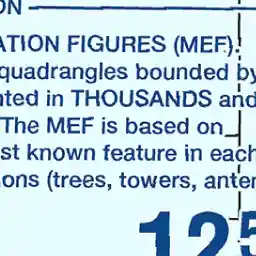 ON
ATION FIGURES (MEF)
quadrangles bounded by
nted in THOUSANDS and
The MEF is based on
st known feature in each
ons (trees, towers, anten
125